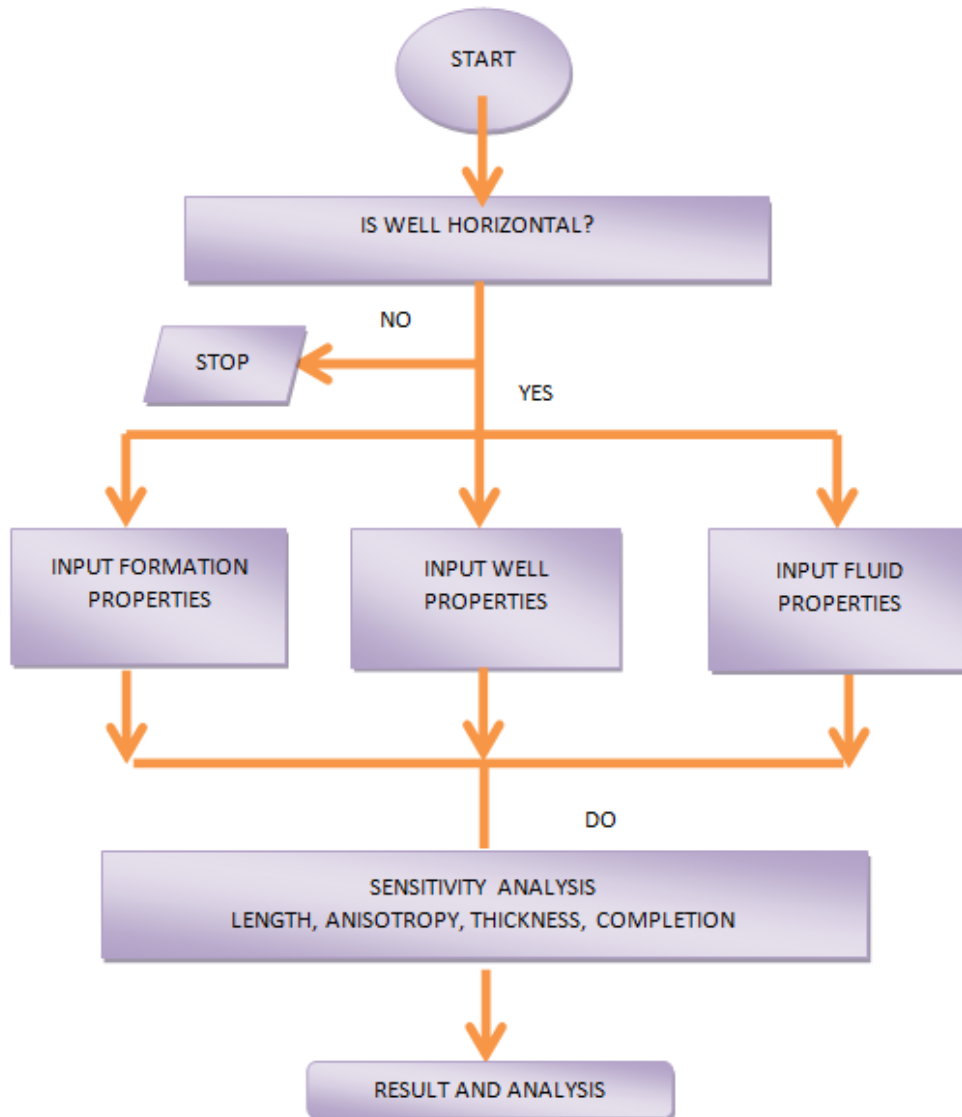 START
IS WELL HORIZONTAL?
NO
STOP
YES
INPUT FORMATION
PROPERTIES
INPUT WELL
PROPERTIES
INPUT FLUID
PROPERTIES
DO
SENSITIVITY ANALYSIS
LENGTH, ANISOTROPY, THICKNESS, COMPLETION
RESULT AND ANALYSIS